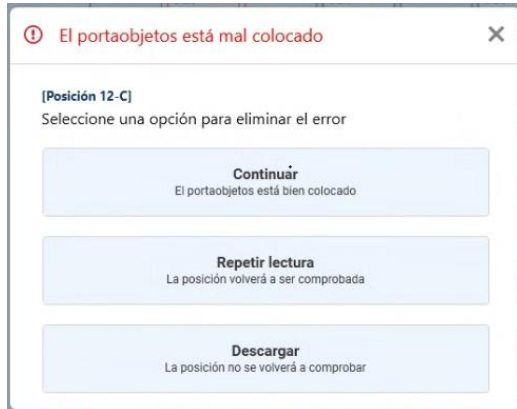 El portaobjetos está mal colocado
[Posición 12-C]
Seleccione una opción para eliminar el error
Continuar
El portaobjetos está bien colocado
Repetir lectura
La posición volverá a ser comprobada
Descargar
La posición no se volverá a comprobar